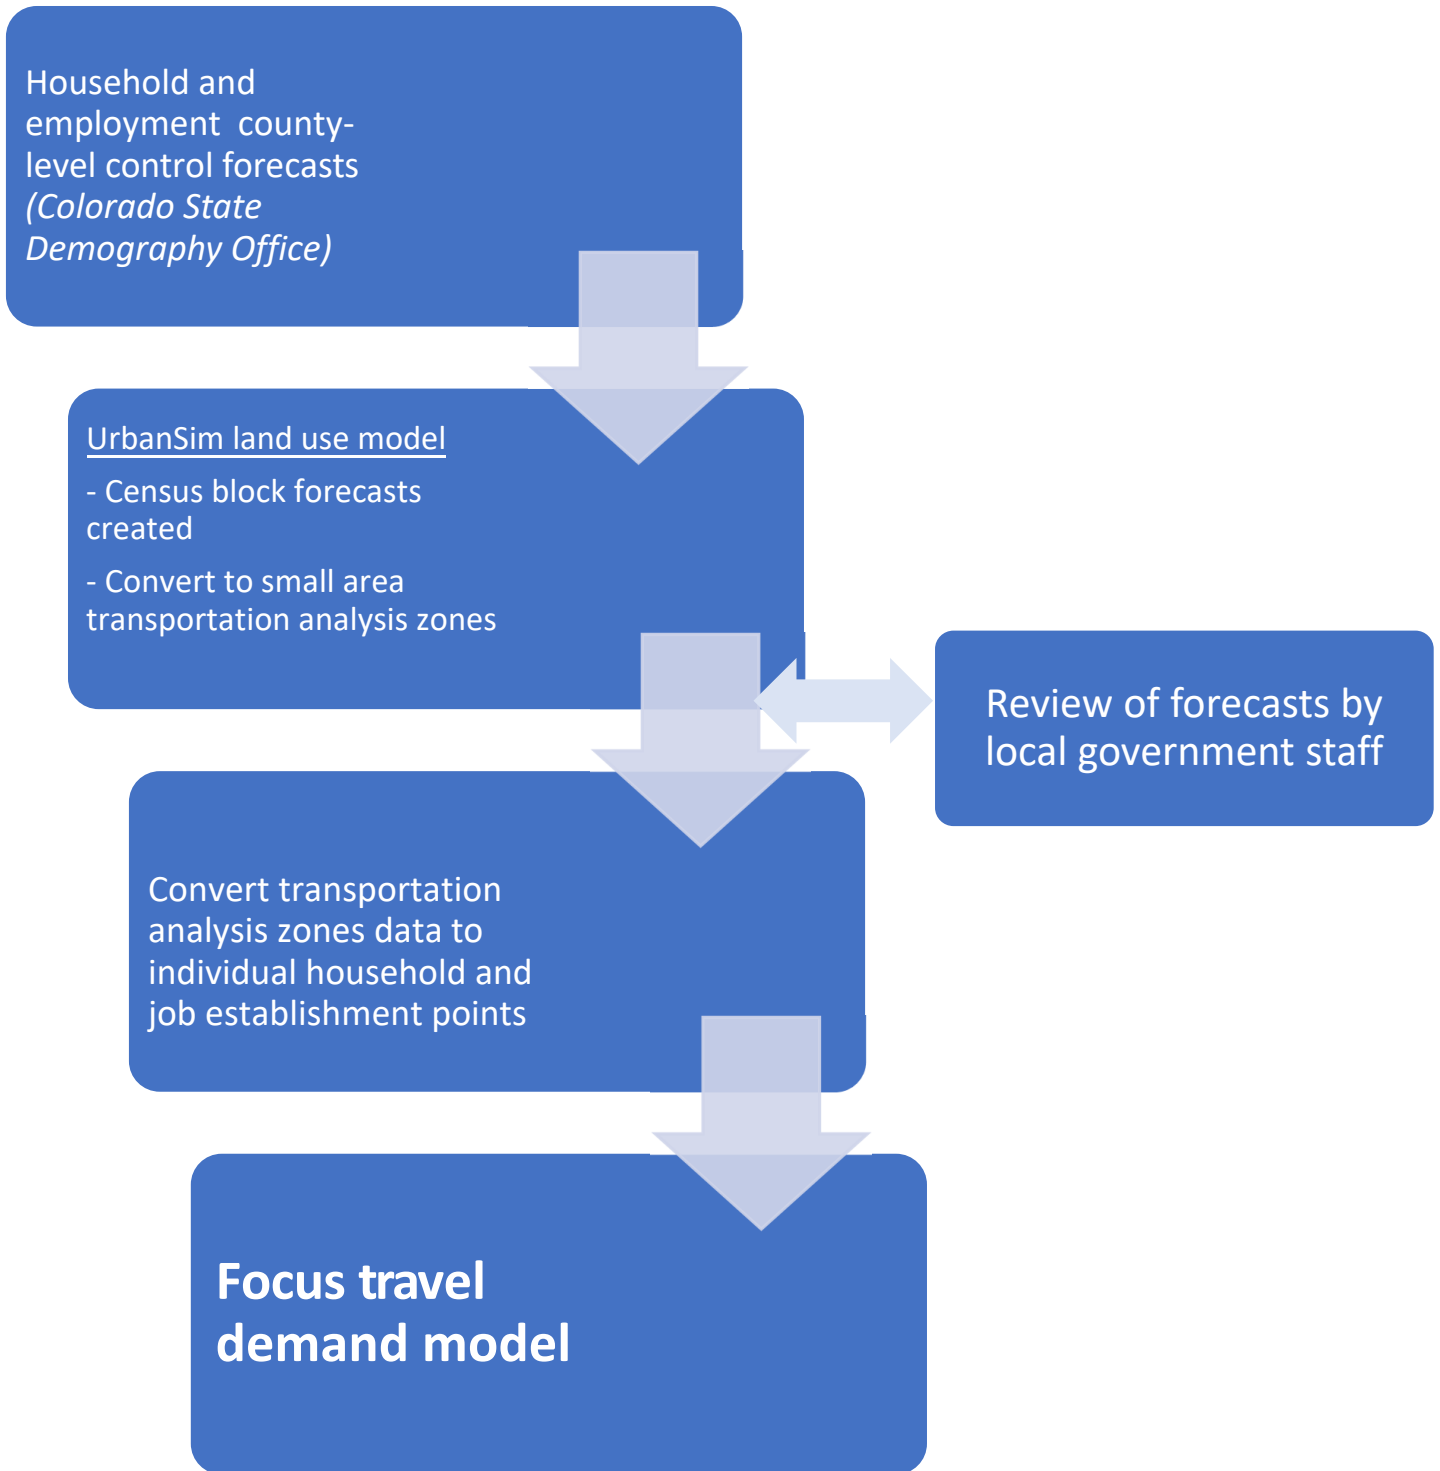 Household and
employment  county-
level control forecasts
(Colorado State
Demography Office)
UrbanSim land use model
- Census block forecasts
created
- Convert to small area
transportation analysis zones
Review of forecasts by
local government staff
Convert transportation
analysis zones data to
individual household and
job establishment points
Focus travel
demand model